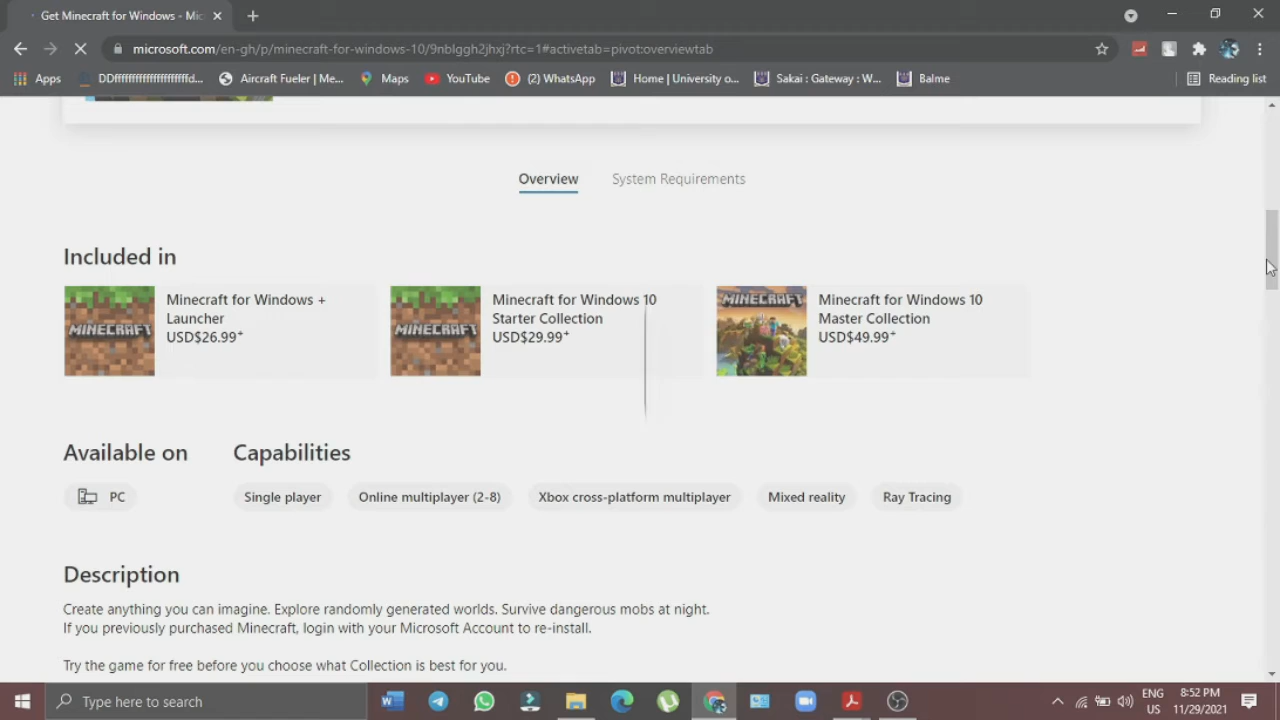 Get Minecraft for Windows - Mic
microsoft.com/en-gh/p/minecraft-for-windows-10/9nblggh2jhxj?rtc=1#activetab=pivot:overviewtab
Apps
DDfffffffffffffffffffffd...
Aircraft Fueler | Me...
Maps
YouTube
(2) WhatsApp
Home | University o...
Sakai : Gateway : W...
Balme
Reading list
Overview
System Requirements
Included in
MINECRAFT
Minecraft for Windows +
Launcher
USD$26.99+
MINECRAFT
Minecraft for Windows 10
Starter Collection
USD$29.99+
MINECRAFT
Minecraft for Windows 10
Master Collection
USD$49.99+
Available on
Capabilities
PC
Single player
Online multiplayer (2-8)
Xbox cross-platform multiplayer
Mixed reality
Ray Tracing
Description
Create anything you can imagine. Explore randomly generated worlds. Survive dangerous mobs at night.
If you previously purchased Minecraft, login with your Microsoft Account to re-install.
Try the game for free before you choose what Collection is best for you.
Type here to search
ENG
US
8:52 PM
11/29/2021